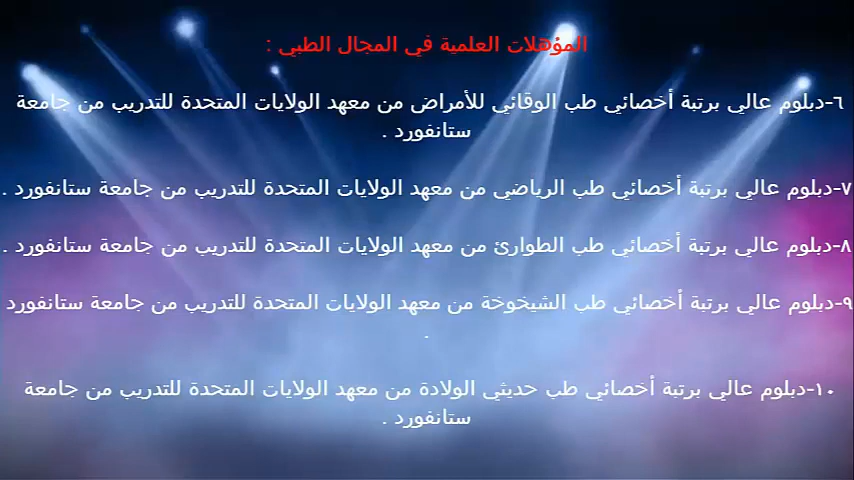 المؤهلات العلمية في المجال الطبي :
٦-دبلوم عالي برتبة أخصائي طب الوقائي للأمراض من معهد الولايات المتحدة للتدريب من جامعة
ستانفورد .
٧-دبلوم عالي برتبة أخصائي طب الرياضي من معهد الولايات المتحدة للتدريب من جامعة ستانفورد .
٨-دبلوم عالي برتبة أخصائي طب الطوارئ من معهد الولايات المتحدة للتدريب من جامعة ستانفورد .
٩-دبلوم عالي برتبة أخصائي طب الشيخوخة من معهد الولايات المتحدة للتدريب من جامعة ستانفورد
.
١٠-دبلوم عالي برتبة أخصائي طب حديثي الولادة من معهد الولايات المتحدة للتدريب من جامعة
ستانفورد .